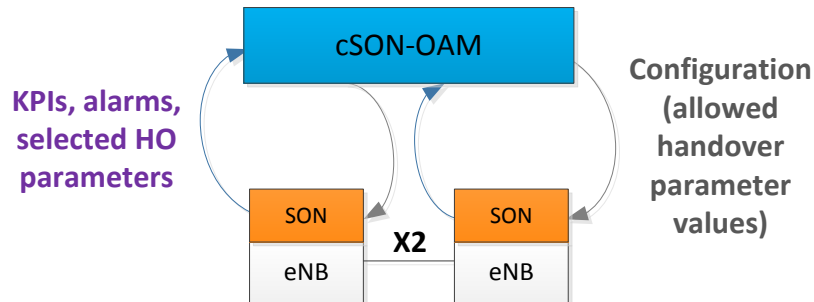 cSON-OAM
KPIs, alarms,
selected HO
parameters
Configuration
(allowed
handover
parameter
values)
SON
SON
X2
eNB
eNB